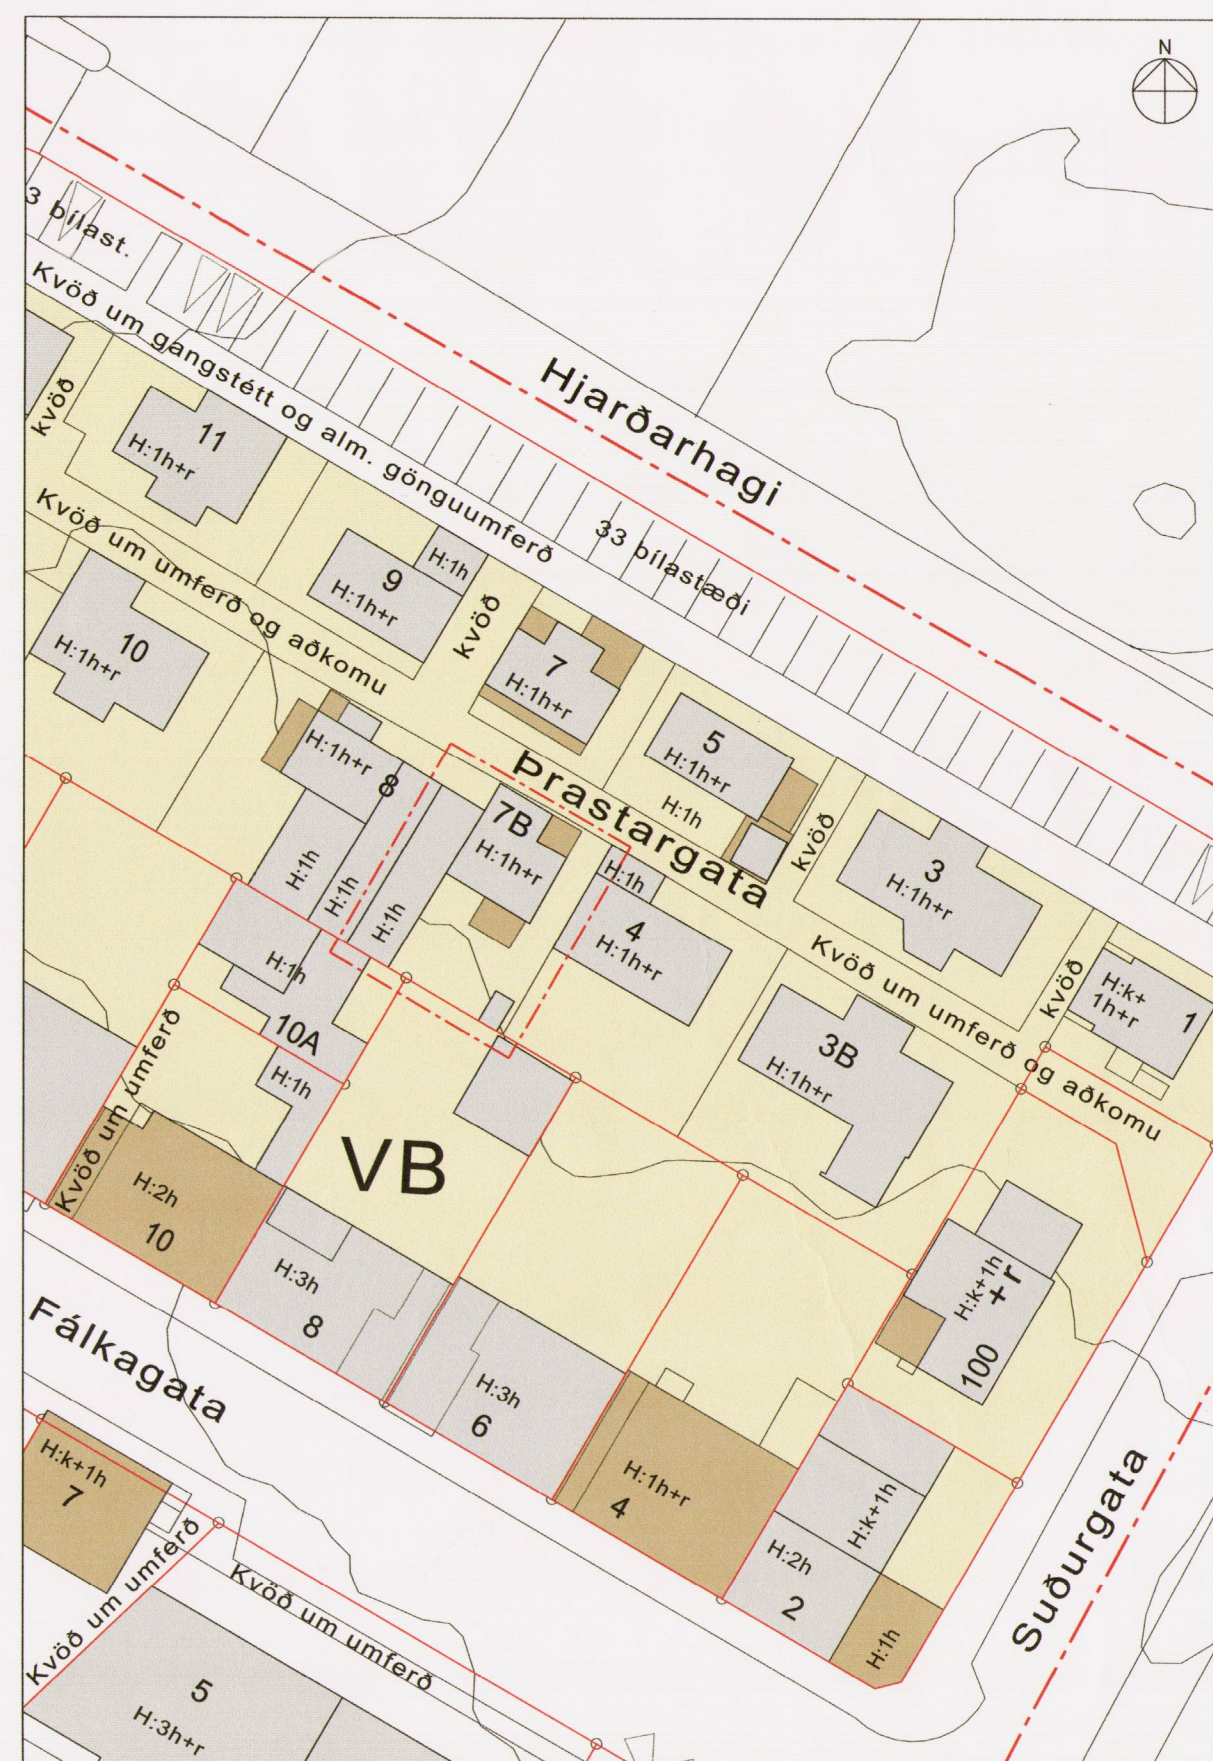 N
3 bílast.
Kvöð um gangstétt og alm. gönguumferð
Hjarðarhagi
kvöð
11
H:1h+r
33 bílastæði
Kvöð um umferð og aðkomu
9
H:1h+r
H:1h
kvöð
10
H:1h+r
7
H:1h+r
5
H:1h+r
H:1h
H:1h+r
8
Þrastargata
7B
H:1h+r
kvöð
3
H:1h+r
H:1h
H:1h
H:1h
H:1h
4
H:1h+r
Kvöð um umferð og aðkomu
kvöð
H:k+
1h+r
1
H:1h
10A
H:1h
3B
H:1h+r
Kvöð um umferð
VB
H:2h
10
H:3h
8
H:k+1h
+r
100
Fálkagata
H:3h
6
H:1h+r
4
H:k+1h
H:2h
2
H:1h
Suðurgata
H:k+1h
7
Kvöð um umferð
Kvöð um umferð
5
H:3h+r